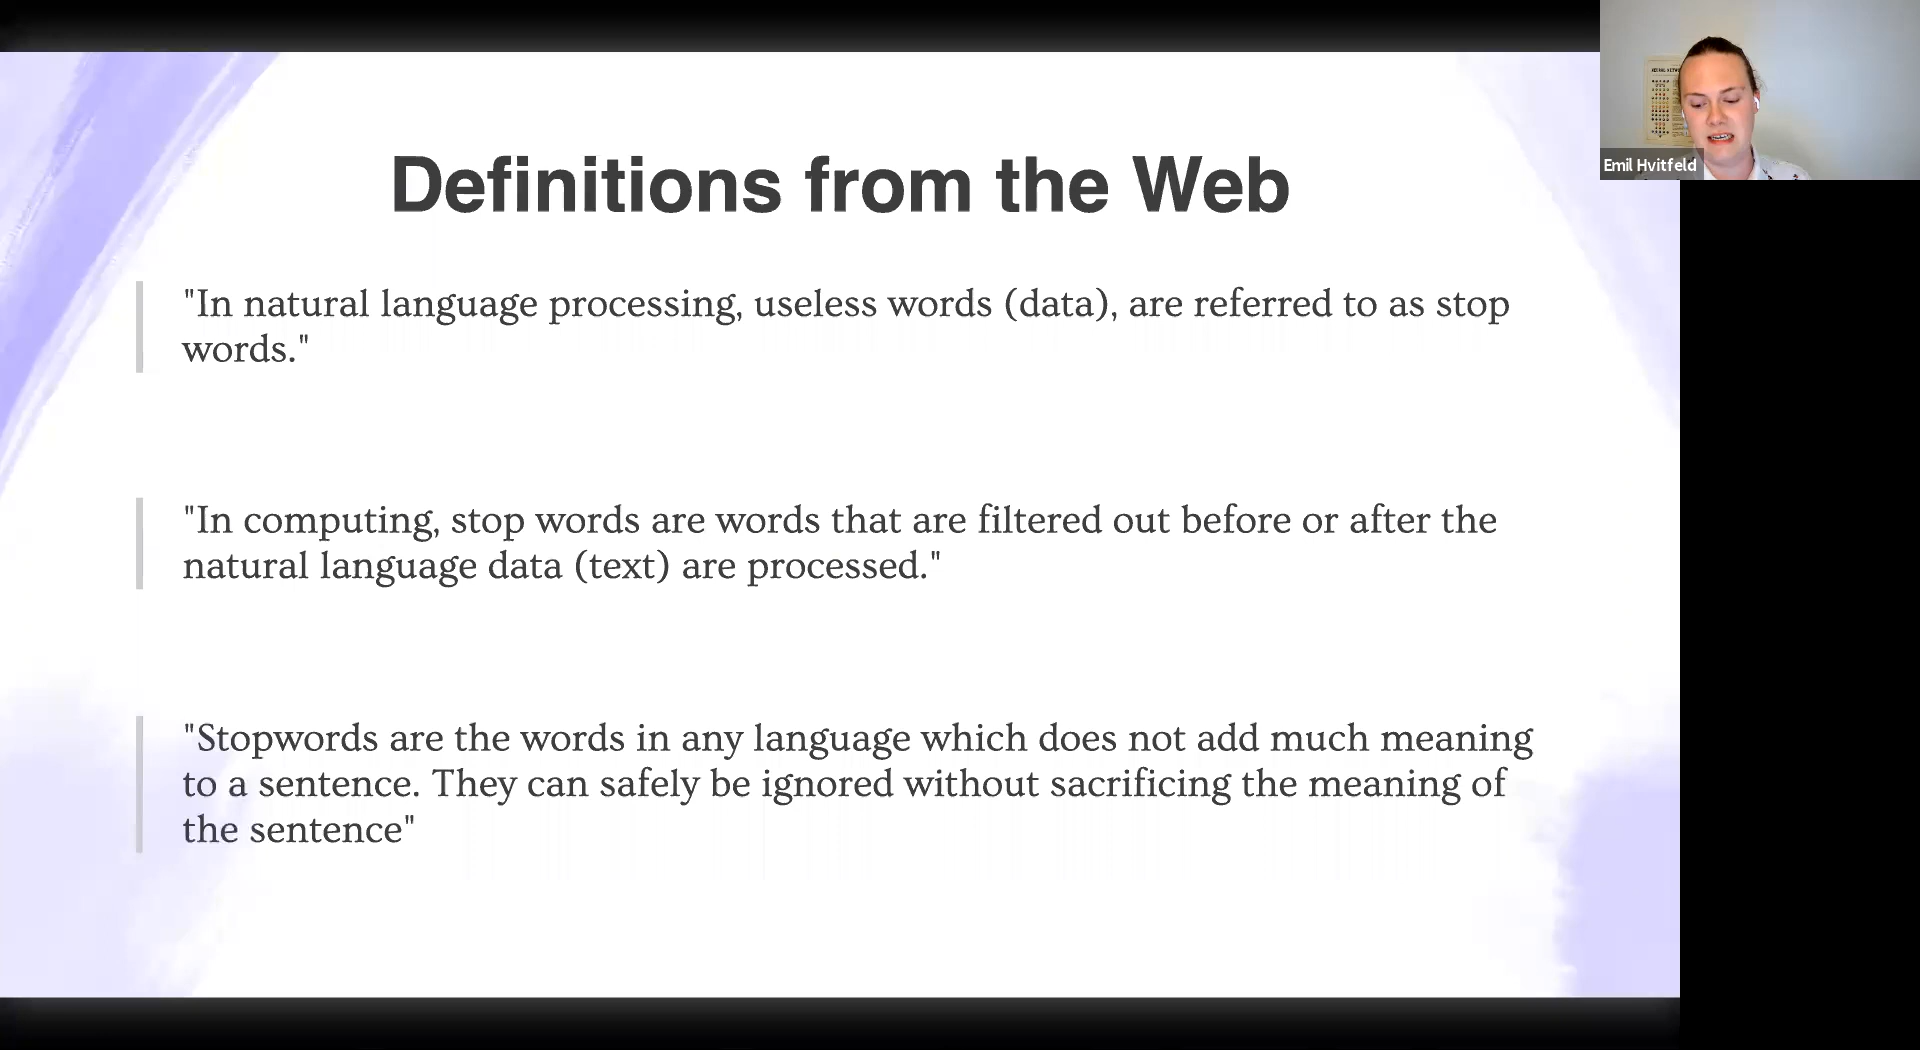 Definitions from the Web
"In natural language processing, useless words (data), are referred to as stop
words."
"In computing, stop words are words that are filtered out before or after the
natural language data (text) are processed."
"Stopwords are the words in any language which does not add much meaning
to a sentence. They can safely be ignored without sacrificing the meaning of
the sentence"
Emil Hvitfeld